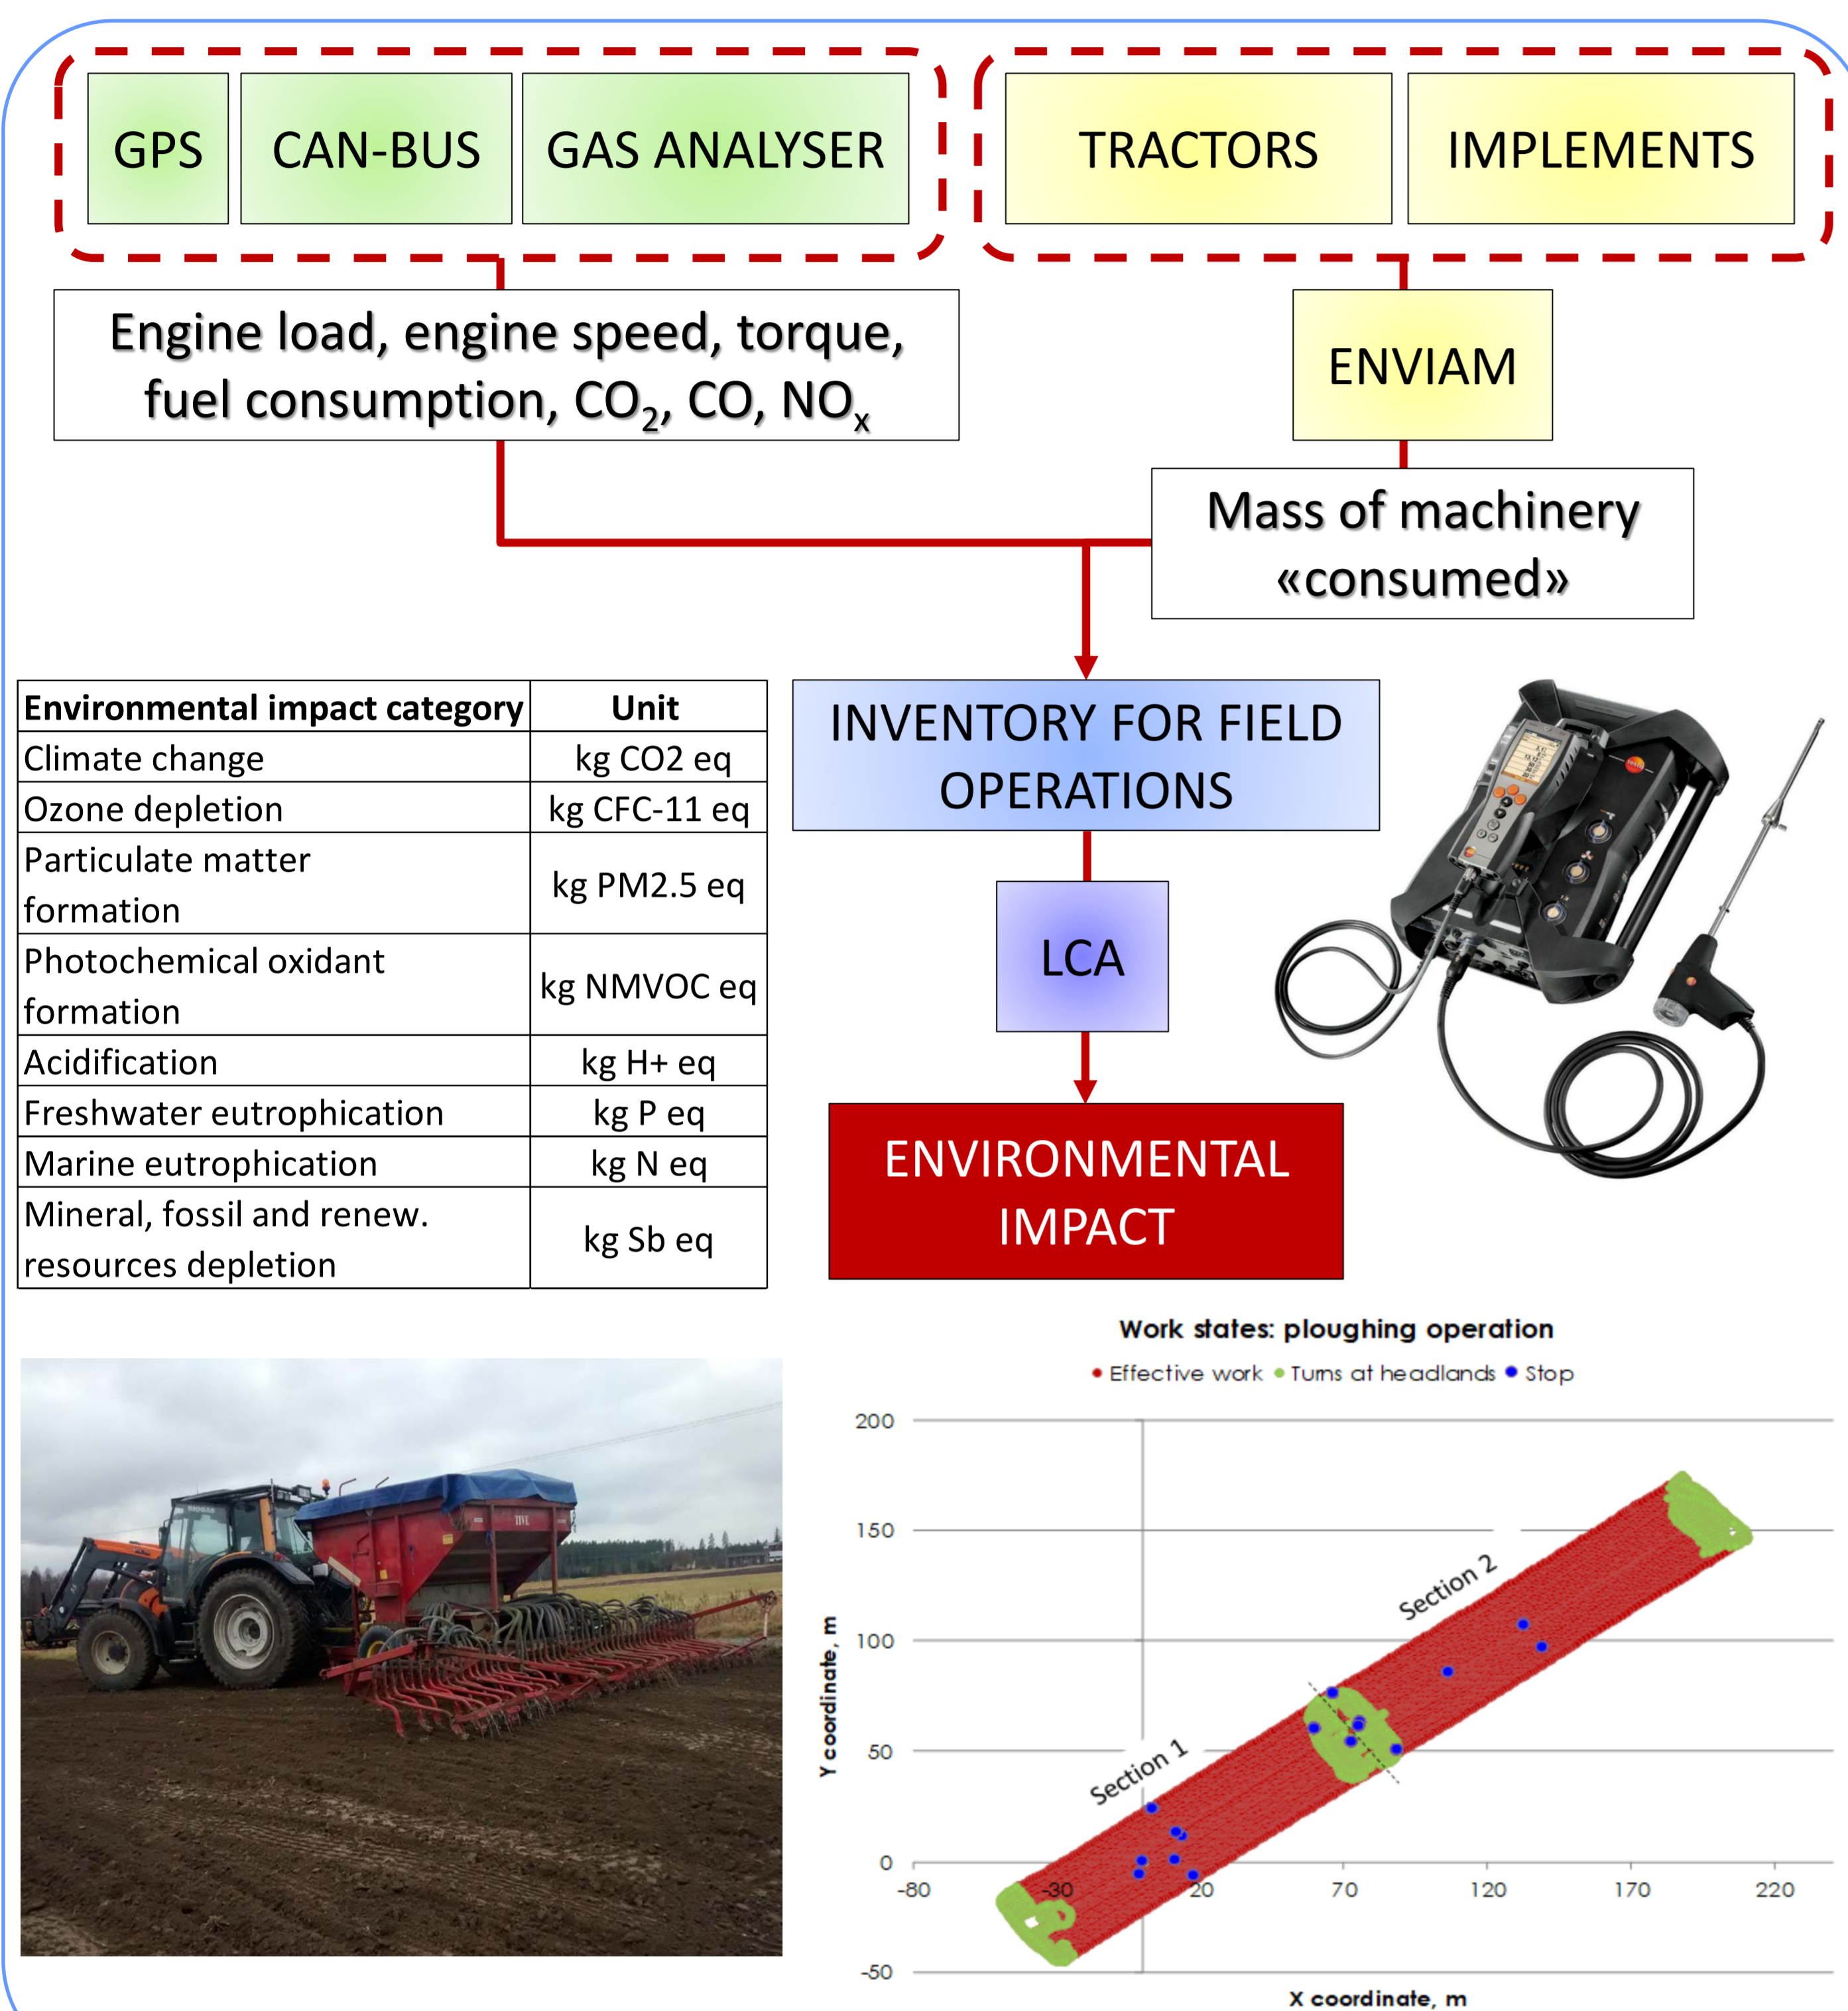 GPS
CAN-BUS
GAS ANALYSER
TRACTORS
IMPLEMENTS
Engine load, engine speed, torque,
fuel consumption, CO₂, CO, NOₓ
ENVIAM
Mass of machinery
«consumed»
INVENTORY FOR FIELD
OPERATIONS
LCA
ENVIRONMENTAL
IMPACT
Environmental impact category Unit
Climate change kg CO2 eq
Ozone depletion kg CFC-11 eq
Particulate matter
formation kg PM2.5 eq
Photochemical oxidant
formation kg NMVOC eq
Acidification kg H+ eq
Freshwater eutrophication kg P eq
Marine eutrophication kg N eq
Mineral, fossil and renew.
resources depletion kg Sb eq
Work states: ploughing operation
Effective work Turns at headlands Stop
200
150
100
50
0
-50
-80 -30 20 70 120 170 220
Section 1
Section 2
Y coordinate, m
X coordinate, m
TIVE